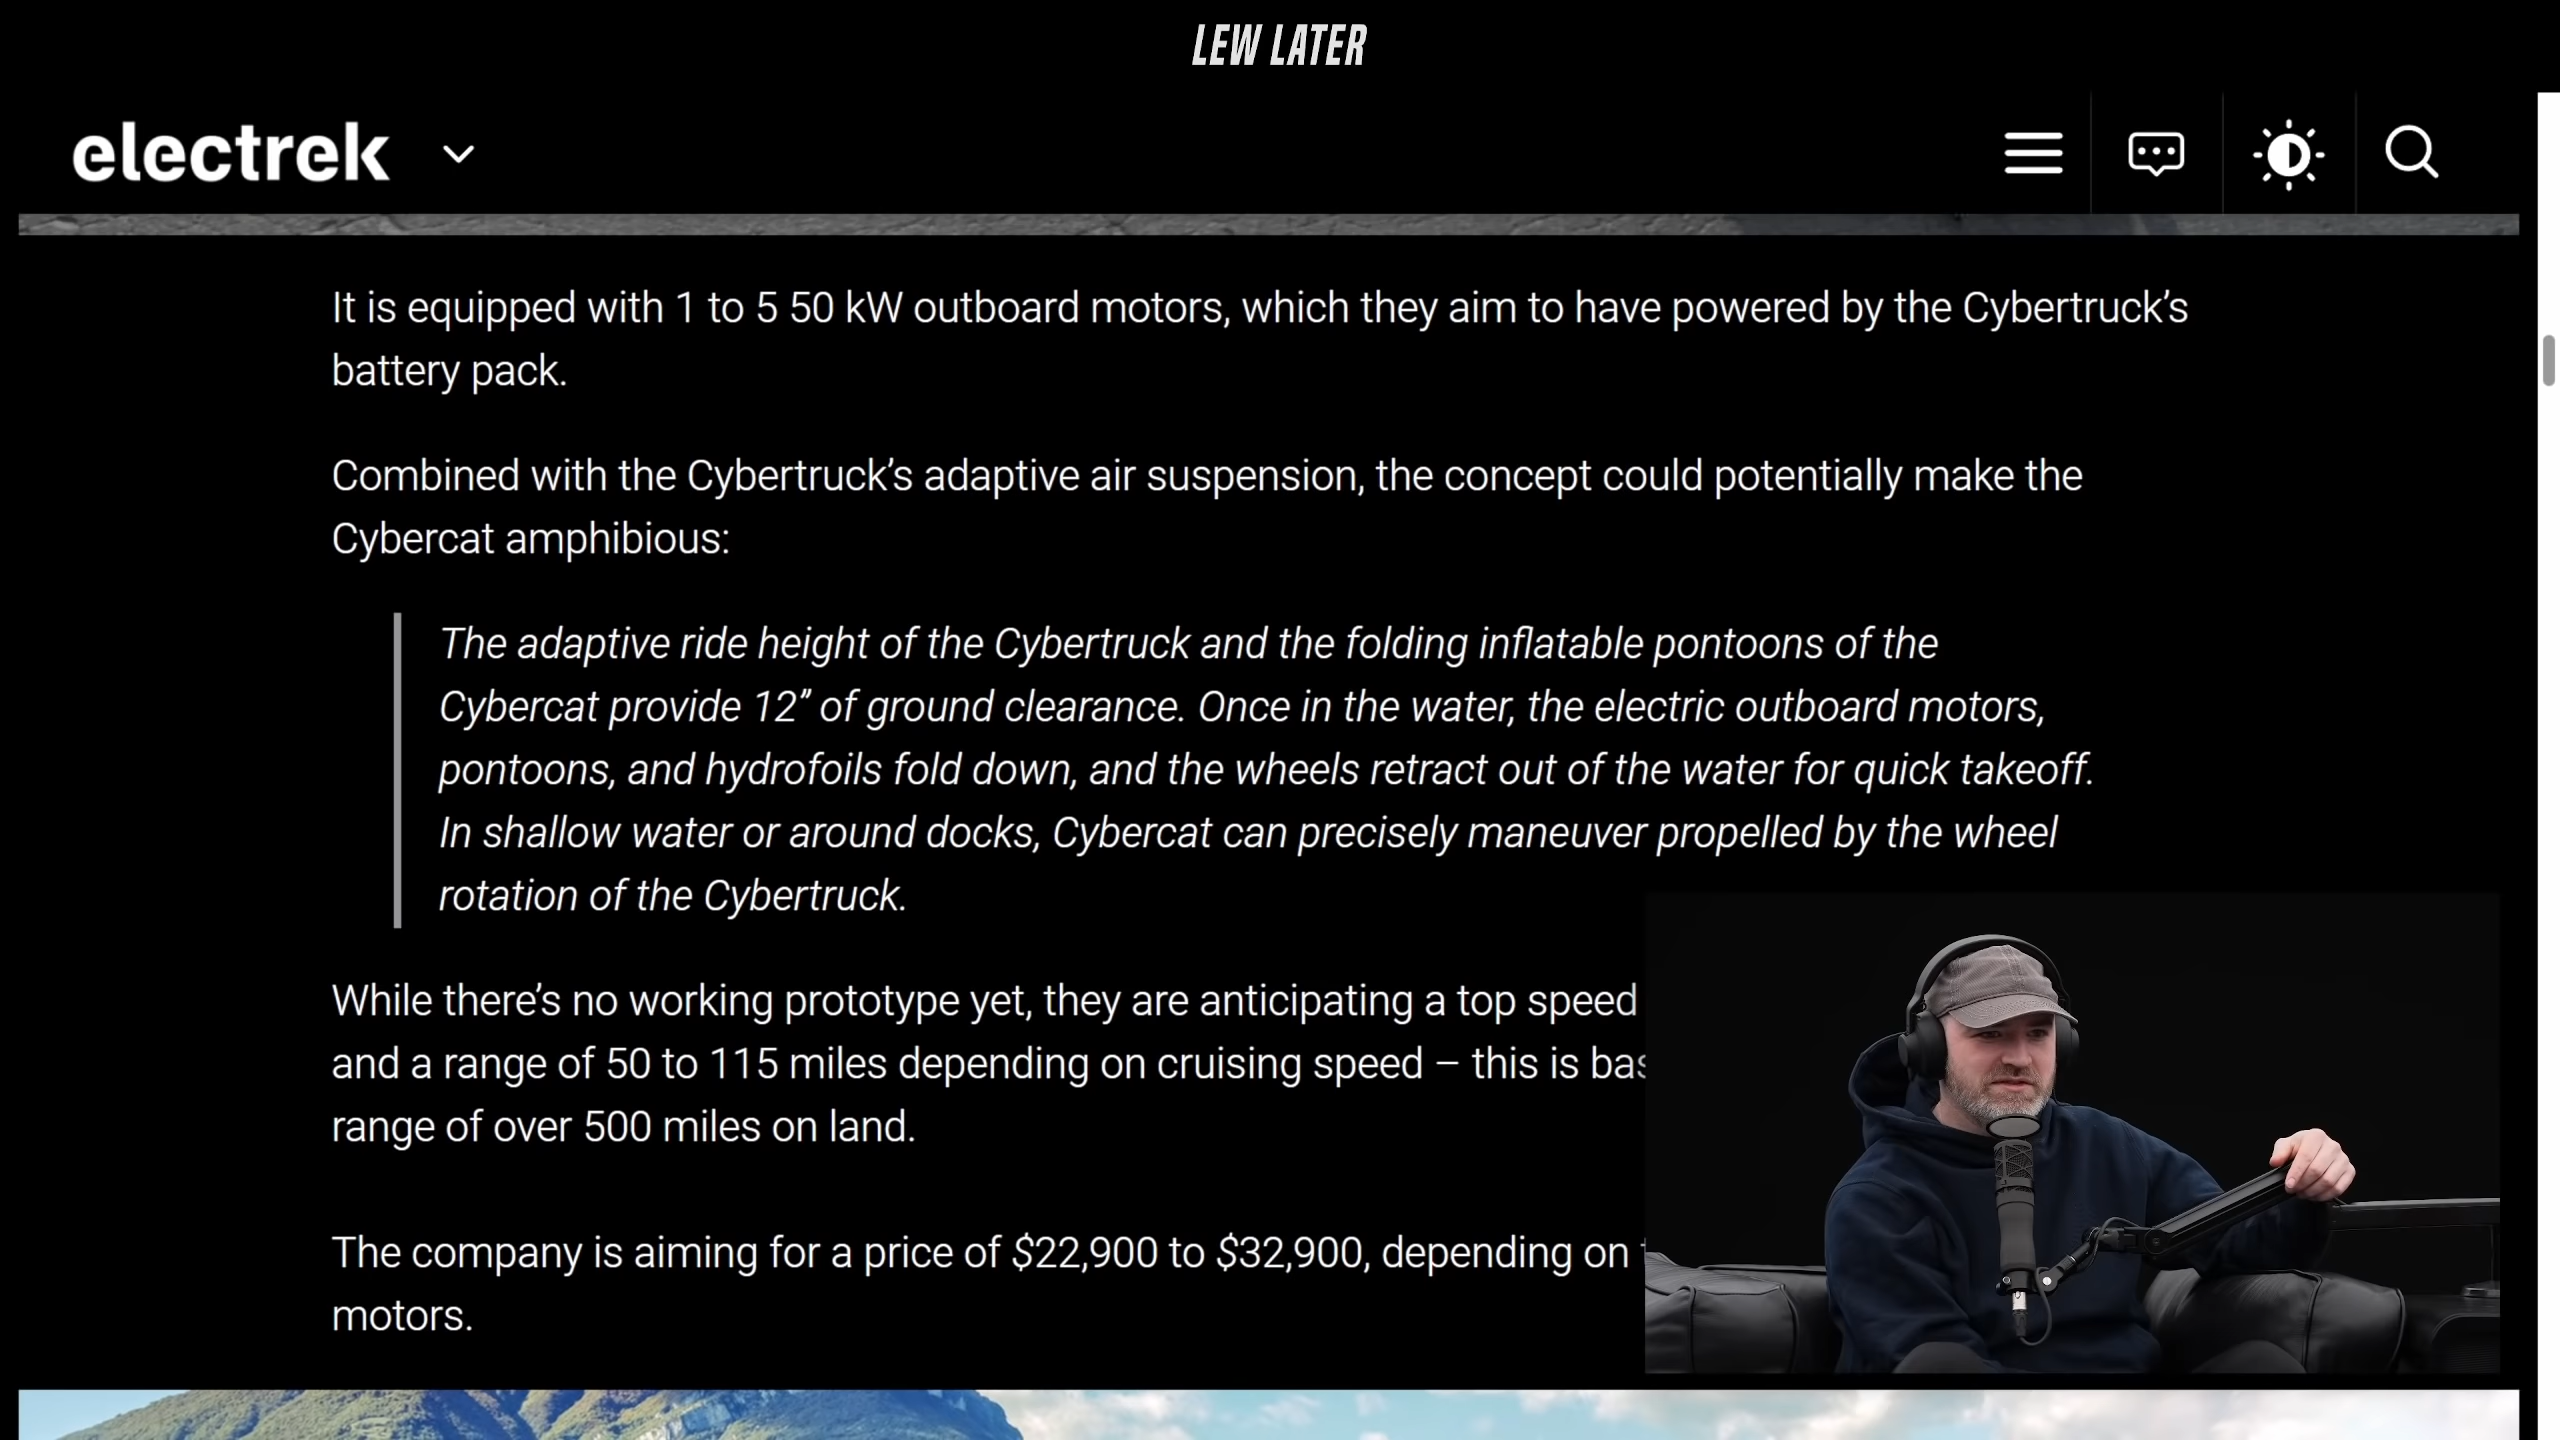 LEW LATER
electrek
It is equipped with 1 to 5 50 kW outboard motors, which they aim to have powered by the Cybertruck’s
battery pack.
Combined with the Cybertruck’s adaptive air suspension, the concept could potentially make the
Cybercat amphibious:
The adaptive ride height of the Cybertruck and the folding inflatable pontoons of the
Cybercat provide 12” of ground clearance. Once in the water, the electric outboard motors,
pontoons, and hydrofoils fold down, and the wheels retract out of the water for quick takeoff.
In shallow water or around docks, Cybercat can precisely maneuver propelled by the wheel
rotation of the Cybertruck.
While there’s no working prototype yet, they are anticipating a top speed
and a range of 50 to 115 miles depending on cruising speed – this is
range of over 500 miles on land.
The company is aiming for a price of $22,900 to $32,900, depending on
motors.